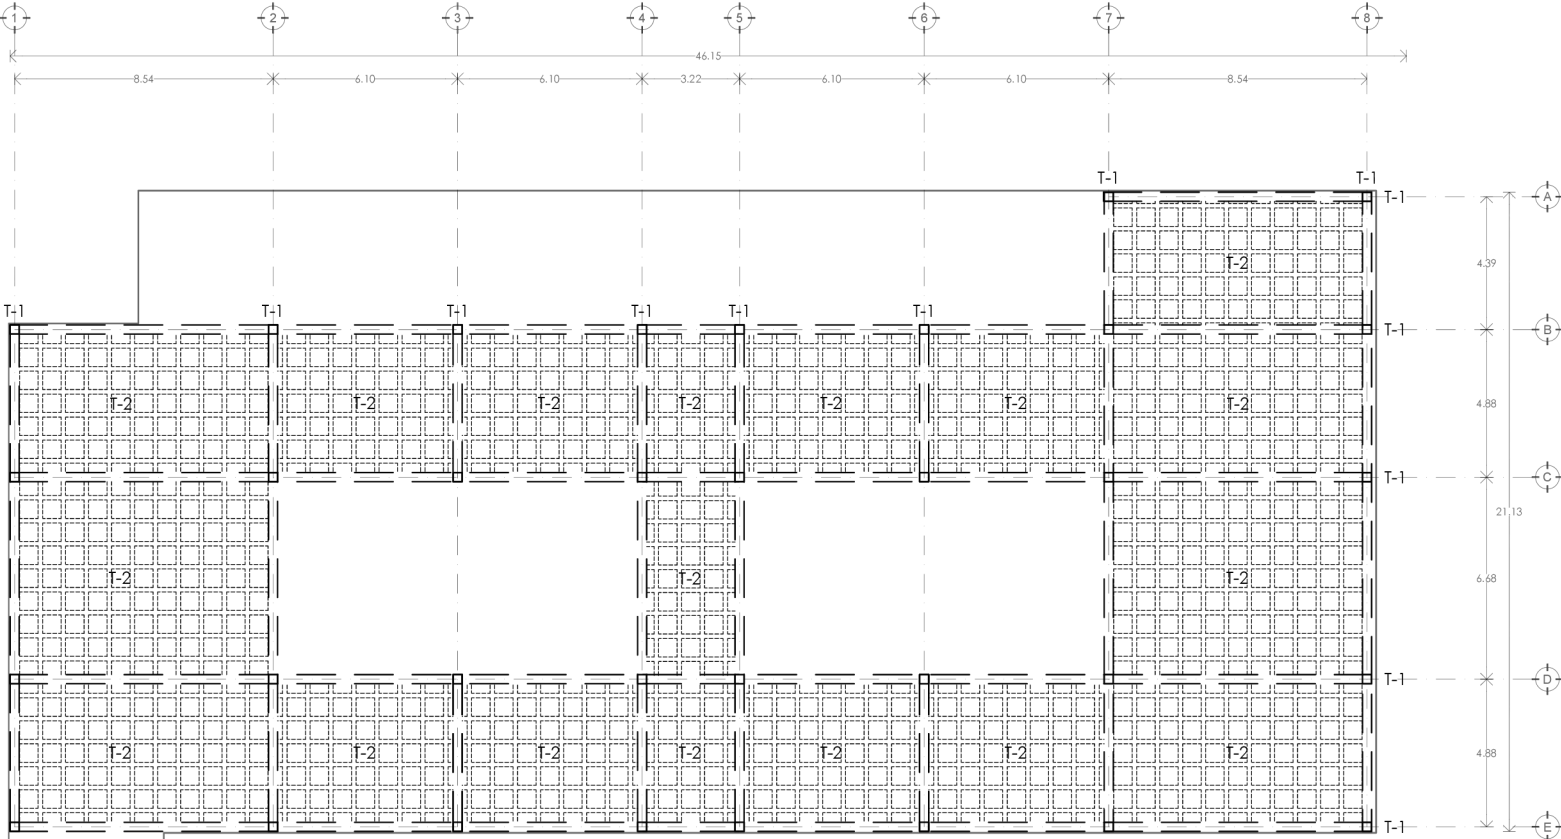 1 2 3 4 5 6 7 8
46.15
8.54 6.10 6.10 3.22 6.10 6.10 8.54
T-1 T-1
T-1 A
T-2 4.39
T-1 T-1 T-1 T-1 T-1 T-1
T-1 B
T-2 T-2 T-2 T-2 T-2 T-2 T-2 4.88
T-1 C
21.13
T-2 T-2 T-2 6.68
T-1 D
T-2 T-2 T-2 T-2 T-2 T-2 T-2 4.88
T-1 E